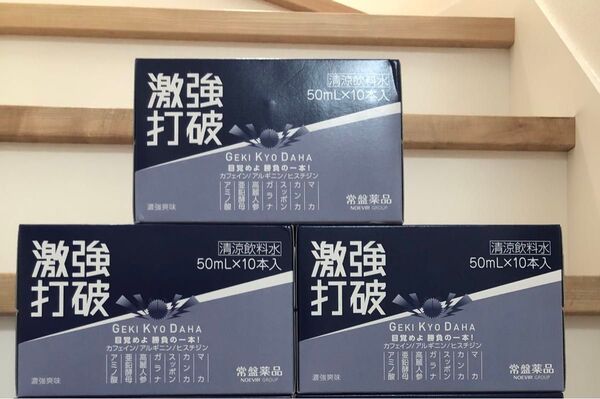 激強
打破
清涼飲料水
50mL×10本入
GEKI KYO DAHA
目覚めよ 勝負の一本!
カフェイン/アルギニン/ヒスチジン
アミノ酸
亜鉛酵母
高麗人参
ガラナ
スッポン
カンカ
マカ
濃強爽味
常盤薬品
NOEVIR GROUP
激強
打破
清涼飲料水
50mL×10本入
GEKI KYO DAHA
目覚めよ 勝負の一本!
カフェイン/アルギニン/ヒスチジン
アミノ酸
亜鉛酵母
高麗人参
ガラナ
スッポン
カンカ
マカ
濃強爽味
常盤薬品
NOEVIR GROUP
激強
打破
清涼飲料水
50mL×10本入
GEKI KYO DAHA
目覚めよ 勝負の一本!
カフェイン/アルギニン/ヒスチジン
アミノ酸
亜鉛酵母
高麗人参
ガラナ
スッポン
カンカ
マカ
濃強爽味
常盤薬品
NOEVIR GROUP